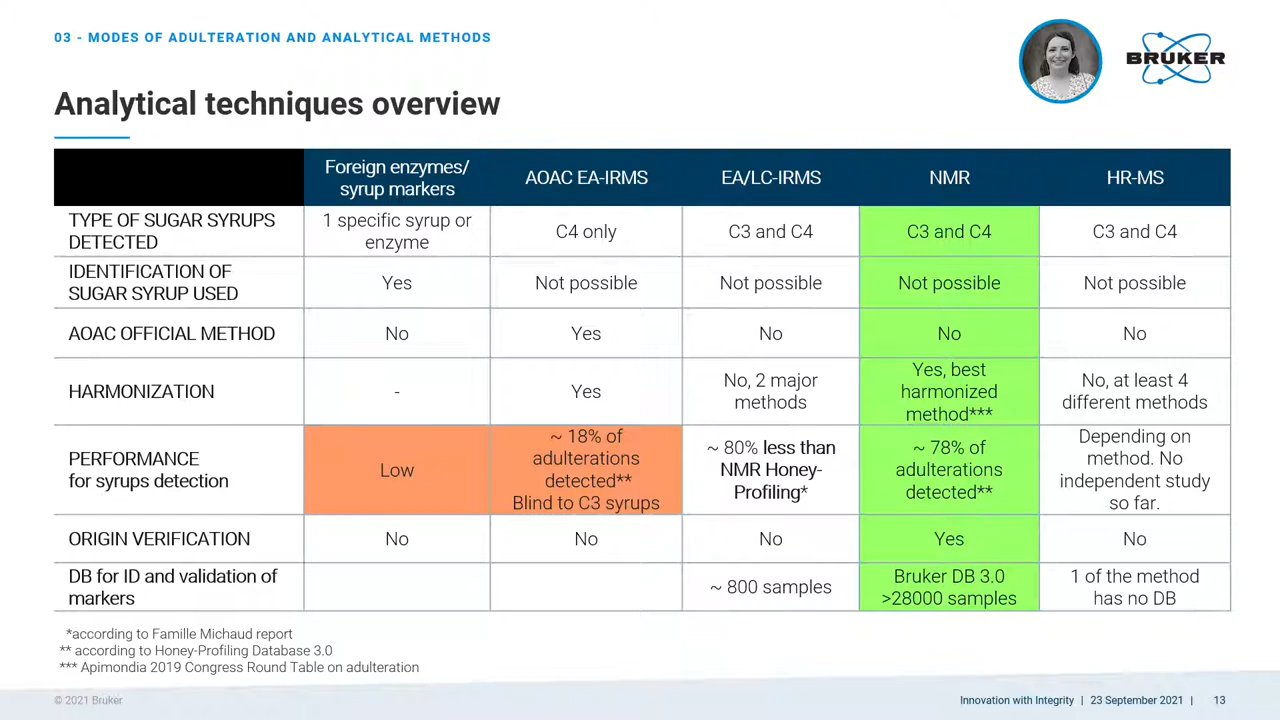 03 - MODES OF ADULTERATION AND ANALYTICAL METHODS
BRUKER
Analytical techniques overview
Foreign enzymes/
syrup markers
AOAC EA-IRMS
EA/LC-IRMS
NMR
HR-MS
TYPE OF SUGAR SYRUPS
DETECTED
1 specific syrup or
enzyme
C4 only
C3 and C4
C3 and C4
C3 and C4
IDENTIFICATION OF
SUGAR SYRUP USED
Yes
Not possible
Not possible
Not possible
Not possible
AOAC OFFICIAL METHOD
No
Yes
No
No
No
HARMONIZATION
-
Yes
No, 2 major
methods
Yes, best
harmonized
method***
No, at least 4
different methods
PERFORMANCE
for syrups detection
Low
~ 18% of
adulterations
detected**
Blind to C3 syrups
~ 80% less than
NMR Honey-
Profiling*
~ 78% of
adulterations
detected**
Depending on
method. No
independent study
so far.
ORIGIN VERIFICATION
No
No
No
Yes
No
DB for ID and validation of
markers
~ 800 samples
Bruker DB 3.0
>28000 samples
1 of the method
has no DB
*according to Famille Michaud report
** according to Honey-Profiling Database 3.0
*** Apimondia 2019 Congress Round Table on adulteration
© 2021 Bruker
Innovation with Integrity | 23 September 2021 | 13